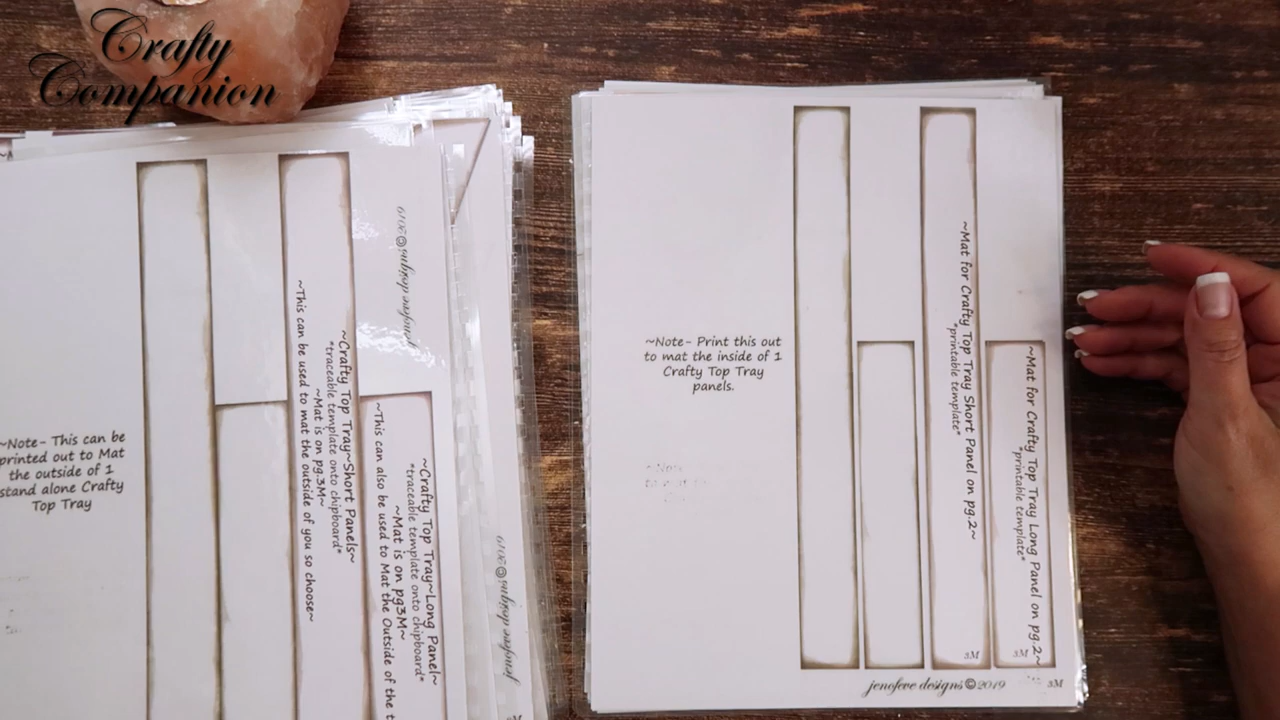 Crafty
Companion
~Note- This can be
printed out to Mat
the outside of 1
stand alone Crafty
Top Tray
~Crafty Top Tray~Short Panels~
*traceable template onto chipboard*
~Mat is on pg.3M~
~This can be used to mat the outside of you so choose~
~Crafty Top Tray~Long Panel~
*traceable template onto chipboard*
~Mat is on pg3M~
~This can also be used to Mat the Outside of the t
jenofeve designs©2019
jenofeve designs©2019
~Note- Print this out
to mat the inside of 1
Crafty Top Tray
panels.
~Mat for Crafty Top Tray Short Panel on pg.2~
*printable template*
3M
~Mat for Crafty Top Tray Long Panel on pg.2~
*printable template*
3M
jenofeve designs©2019
3M